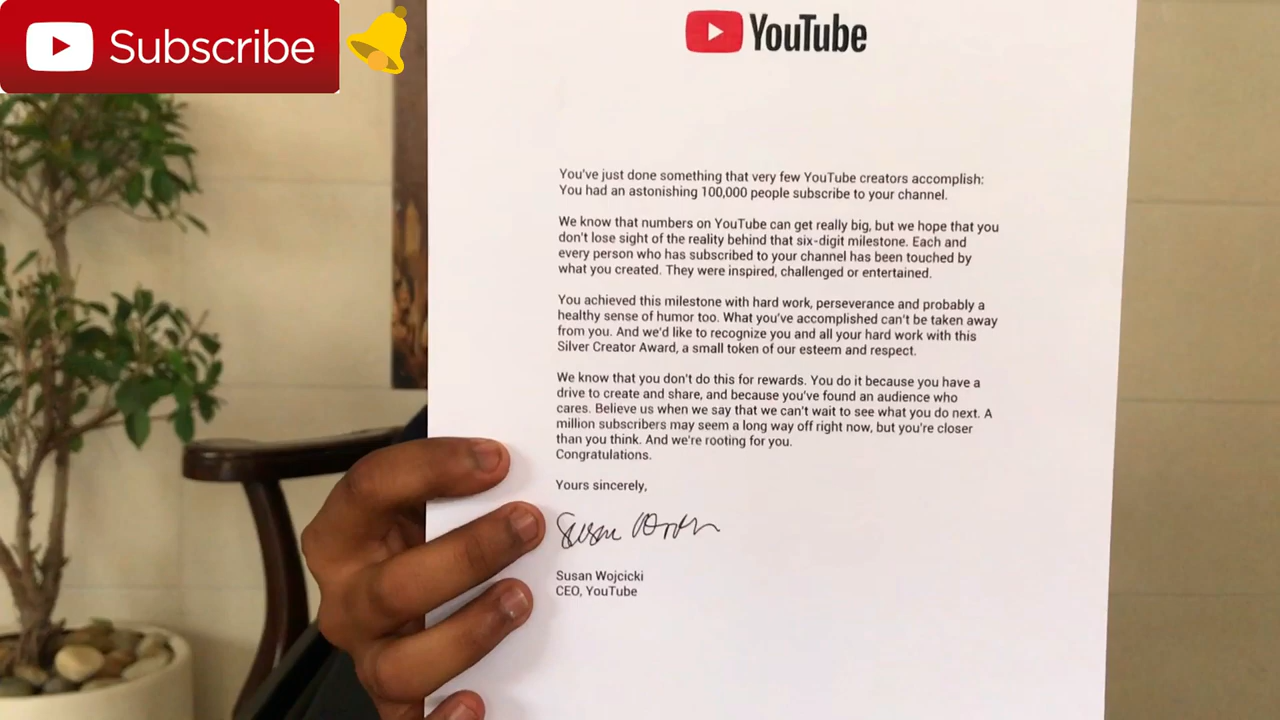 Subscribe
YouTube
You've just done something that very few YouTube creators accomplish:
You had an astonishing 100,000 people subscribe to your channel.
We know that numbers on YouTube can get really big, but we hope that you
don't lose sight of the reality behind that six-digit milestone. Each and
every person who has subscribed to your channel has been touched by
what you created. They were inspired, challenged or entertained.
You achieved this milestone with hard work, perseverance and probably a
healthy sense of humor too. What you've accomplished can't be taken away
from you. And we'd like to recognize you and all your hard work with this
Silver Creator Award, a small token of our esteem and respect.
We know that you don't do this for rewards. You do it because you have a
drive to create and share, and because you've found an audience who
cares. Believe us when we say that we can't wait to see what you do next. A
million subscribers may seem a long way off right now, but you're closer
than you think. And we're rooting for you.
Congratulations.
Yours sincerely,
Susan Wojcicki
CEO, YouTube